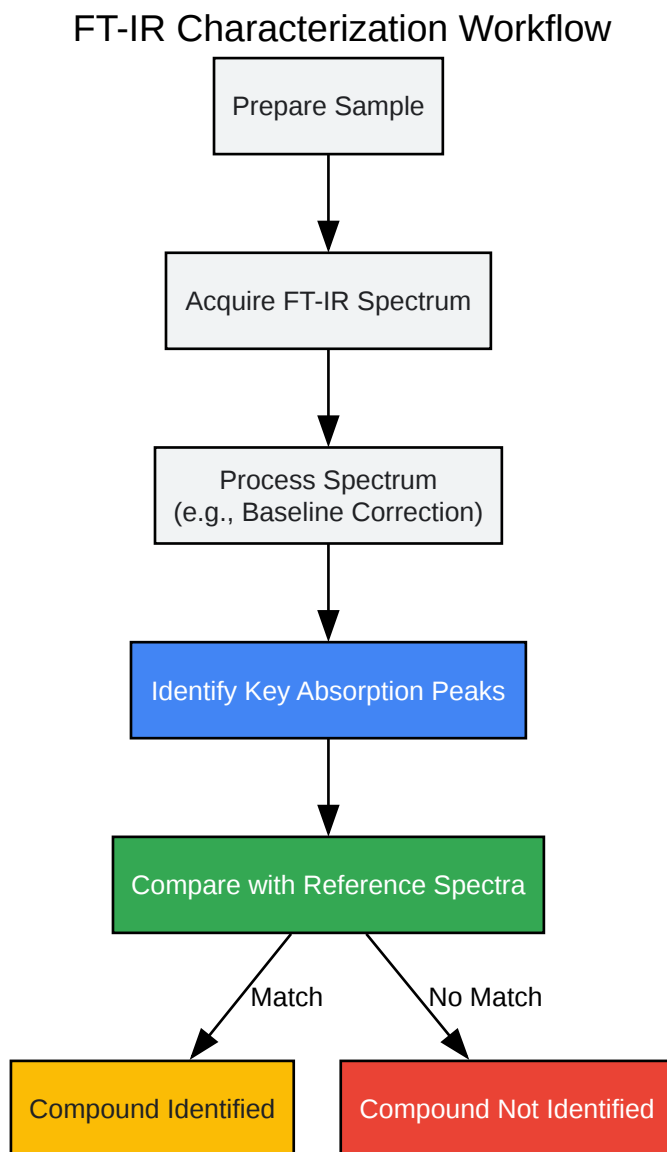 FT-IR Characterization Workflow
Prepare Sample
Acquire FT-IR Spectrum
Process Spectrum
(e.g., Baseline Correction)
Identify Key Absorption Peaks
Compare with Reference Spectra
Match
No Match
Compound Identified
Compound Not Identified